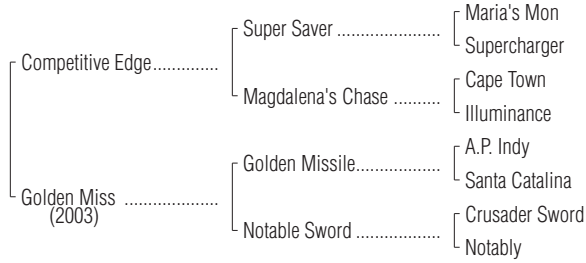 Maria's Mon
Super Saver ......................
Supercharger
Competitive Edge..............
Cape Town
Magdalena's Chase ..........
Illuminance
A.P. Indy
Golden Missile...................
Santa Catalina
Golden Miss ....................
(2003)
Crusader Sword
Notable Sword ..................
Notably